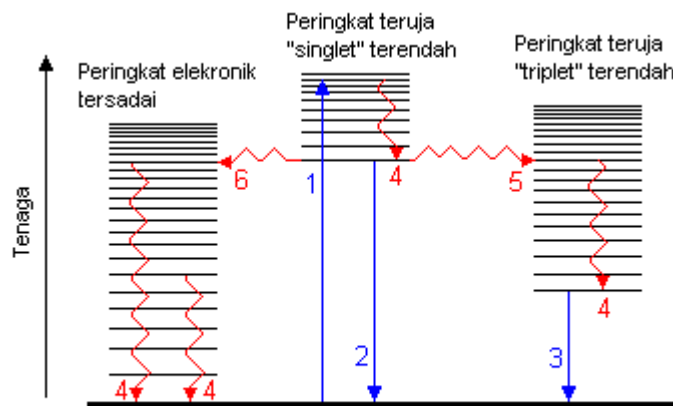 Peringkat teruja
"singlet" terendah
Peringkat teruja
"triplet" terendah
Peringkat elekronik
tersadai
Tenaga
6
1
4
5
4
2
3
4
4